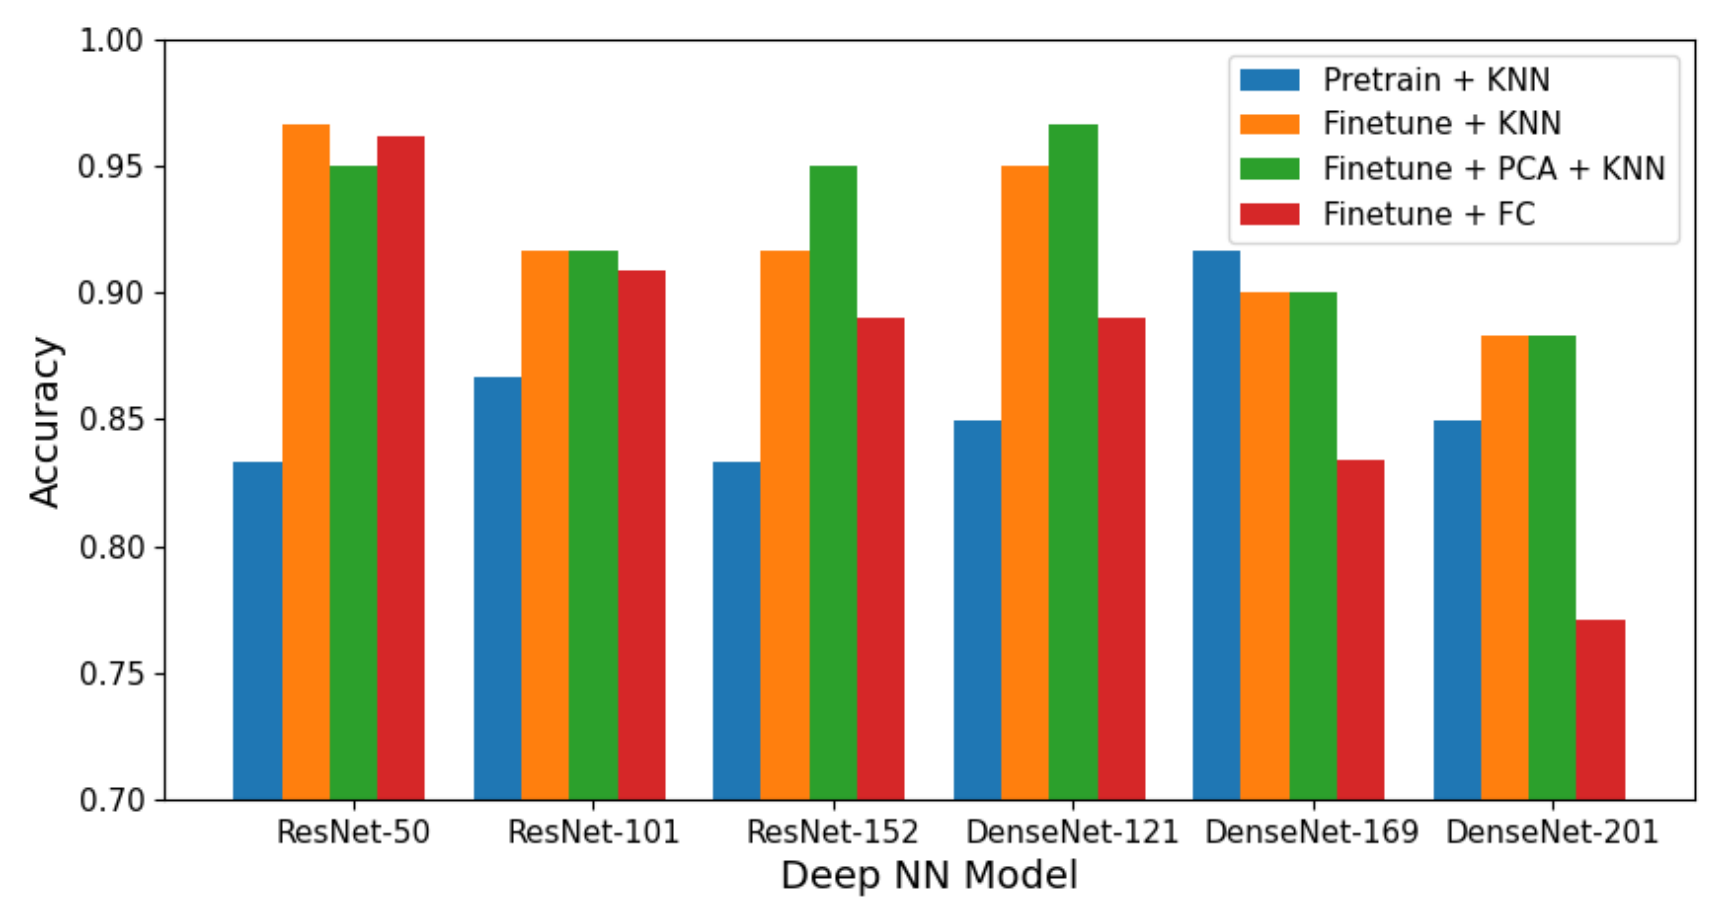 1.00
0.95
0.90
0.85
0.80
0.75
0.70
Accuracy
Pretrain + KNN
Finetune + KNN
Finetune + PCA + KNN
Finetune + FC
ResNet-50 ResNet-101 ResNet-152 DenseNet-121 DenseNet-169 DenseNet-201
Deep NN Model